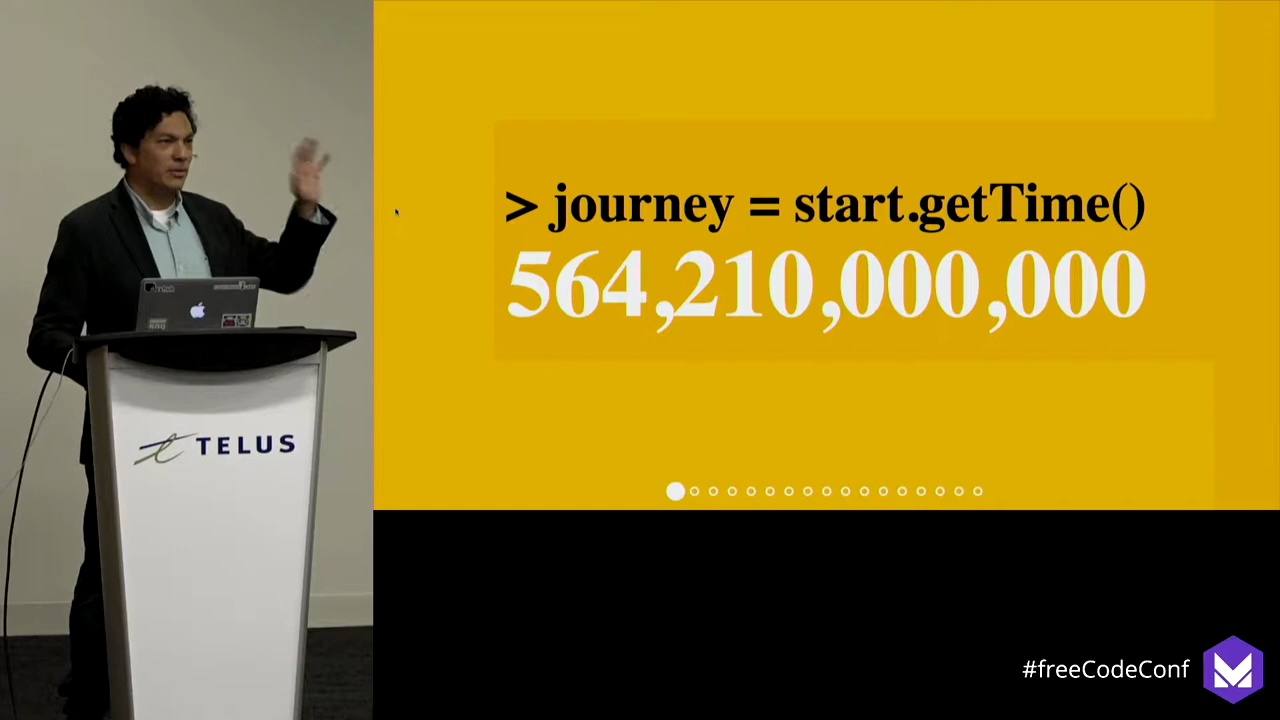 > journey = start.getTime()
564,210,000,000
TELUS
#freeCodeConf